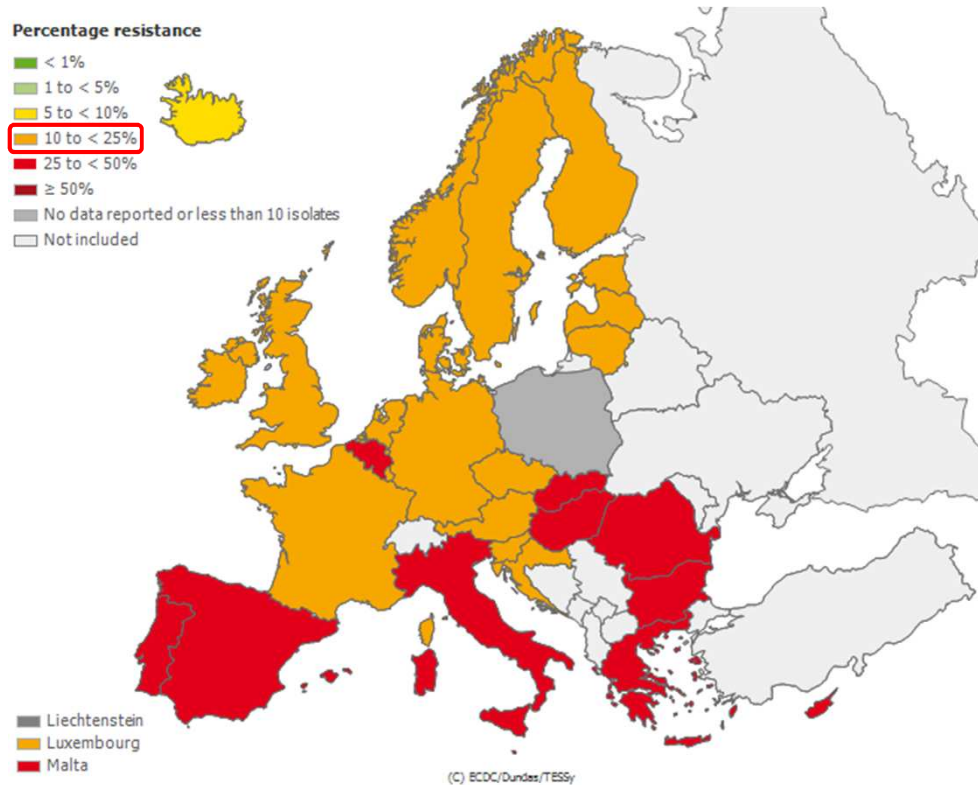 Percentage resistance
< 1%
1 to < 5%
5 to < 10%
10 to < 25%
25 to < 50%
≥ 50%
No data reported or less than 10 isolates
Not included
Liechtenstein
Luxembourg
Malta
(C) ECDC/Dundas/TESSy